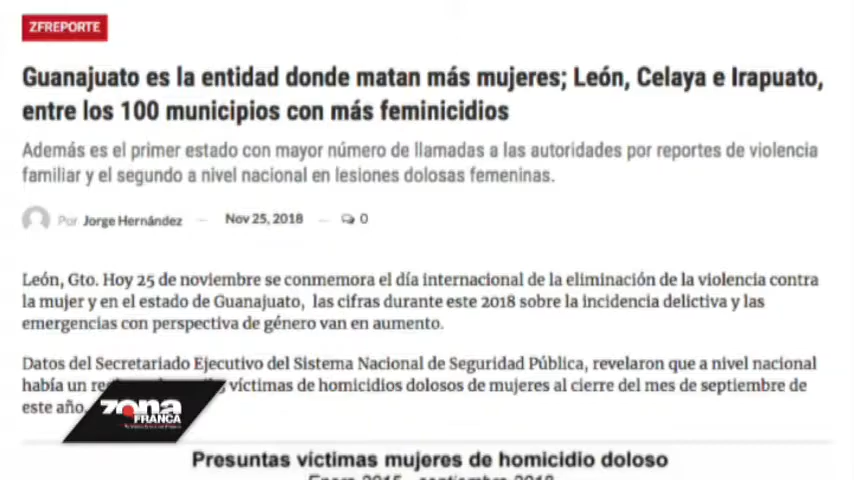 ZFREPORTE
Guanajuato es la entidad donde matan más mujeres; León, Celaya e Irapuato,
entre los 100 municipios con más feminicidios
Además es el primer estado con mayor número de llamadas a las autoridades por reportes de violencia
familiar y el segundo a nivel nacional en lesiones dolosas femeninas.
Por Jorge Hernández — Nov 25, 2018 — 0
León, Gto. Hoy 25 de noviembre se conmemora el día internacional de la eliminación de la violencia contra
la mujer y en el estado de Guanajuato, las cifras durante este 2018 sobre la incidencia delictiva y las
emergencias con perspectiva de género van en aumento.
Datos del Secretariado Ejecutivo del Sistema Nacional de Seguridad Pública, revelaron que a nivel nacional
había un víctimas de homicidios dolosos de mujeres al cierre del mes de septiembre de
este año.
ZONA
FRANCA
Presuntas víctimas mujeres de homicidio doloso